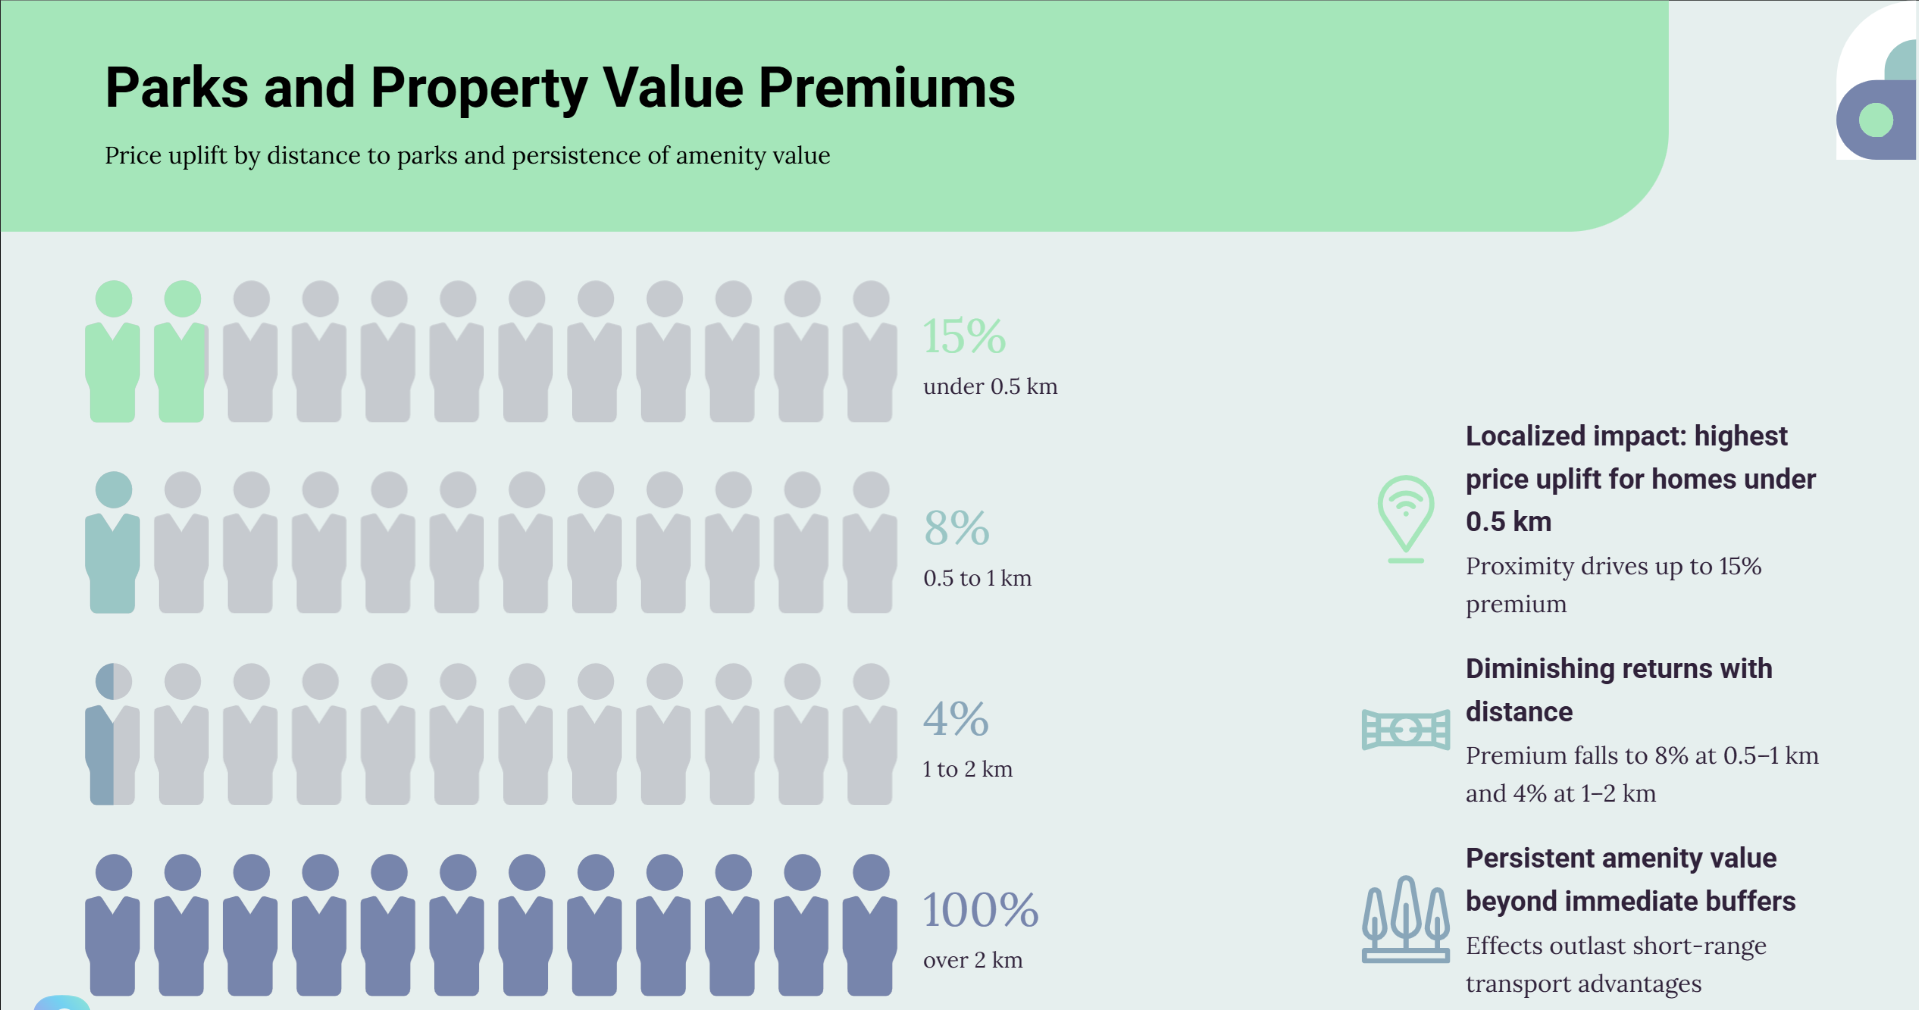 Parks and Property Value Premiums
Price uplift by distance to parks and persistence of amenity value
15%
under 0.5 km
8%
0.5 to 1 km
4%
1 to 2 km
100%
over 2 km
Localized impact: highest
price uplift for homes under
0.5 km
Proximity drives up to 15%
premium
Diminishing returns with
distance
Premium falls to 8% at 0.5–1 km
and 4% at 1–2 km
Persistent amenity value
beyond immediate buffers
Effects outlast short-range
transport advantages